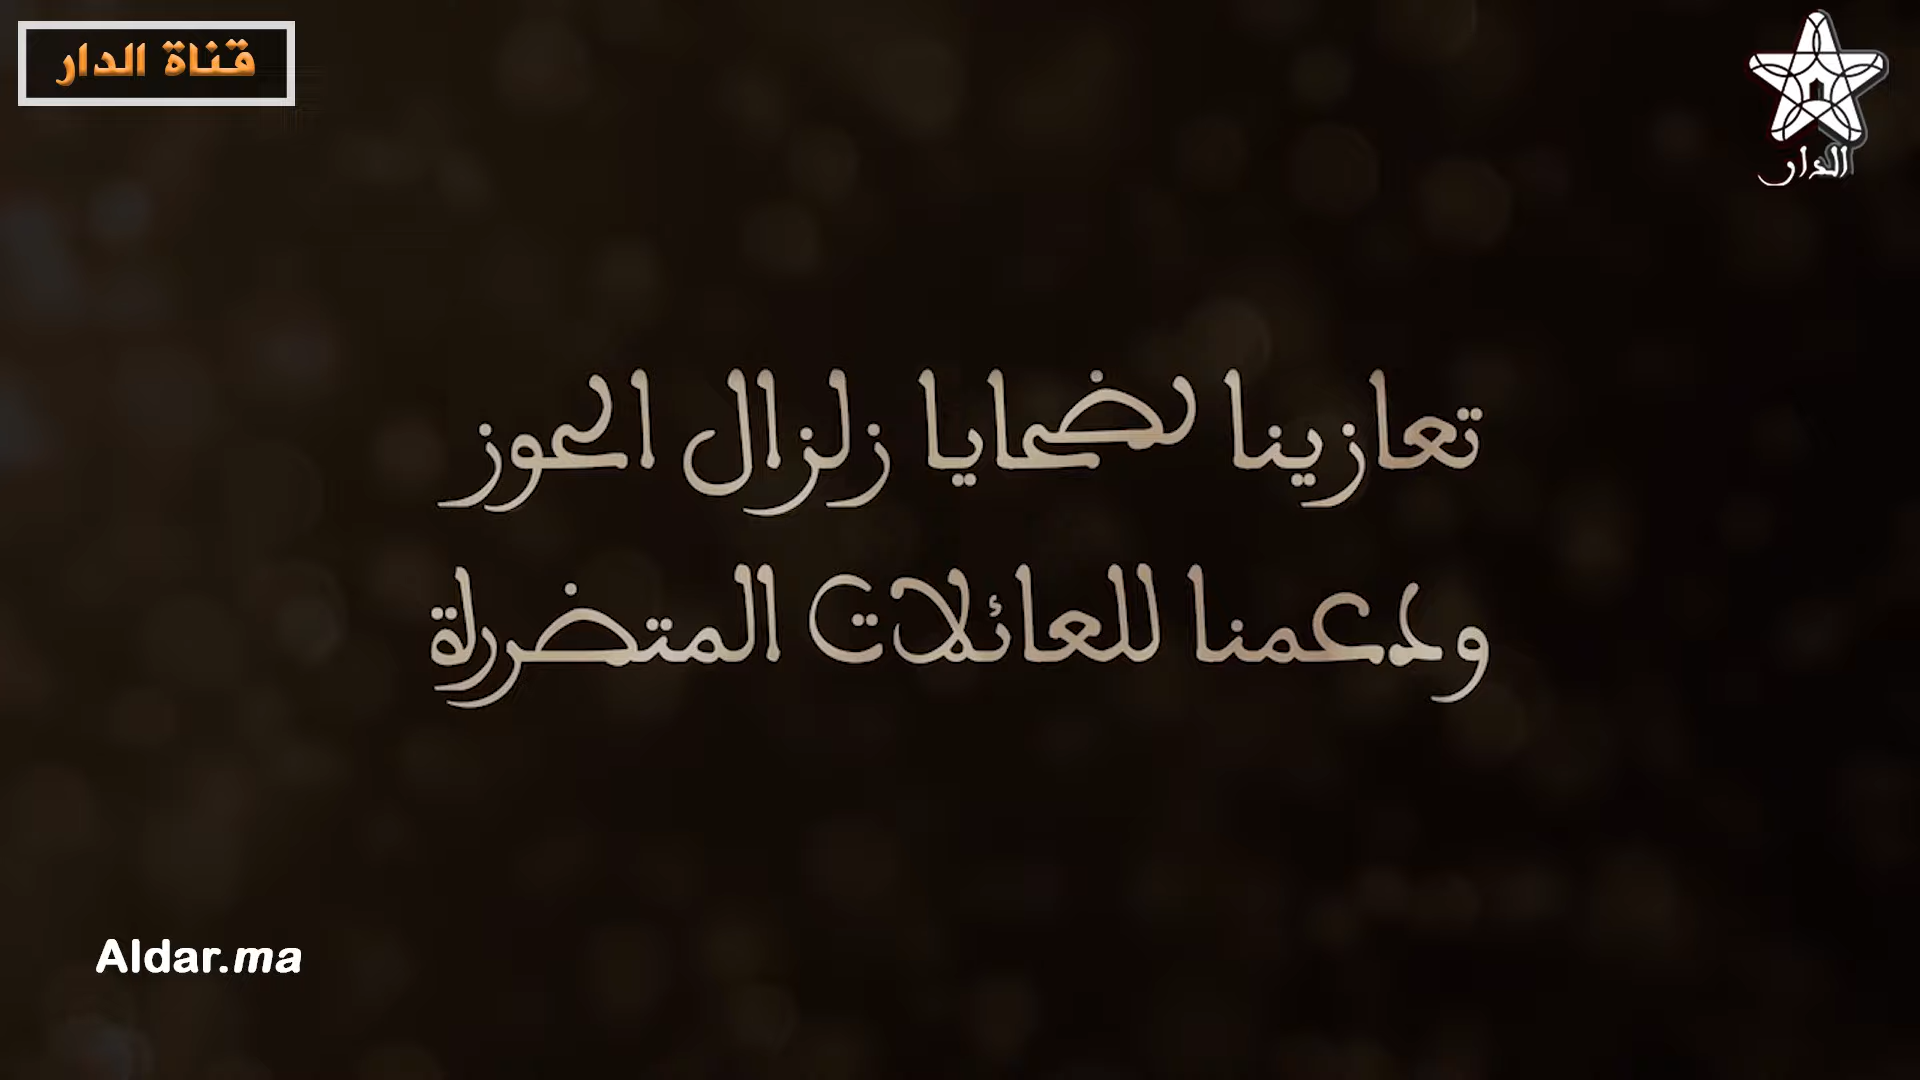 قناة الدار
الدار
تعازينا لضحايا زلزال الحوز
ودعمنا للعائلات المتضررة
Aldar.ma